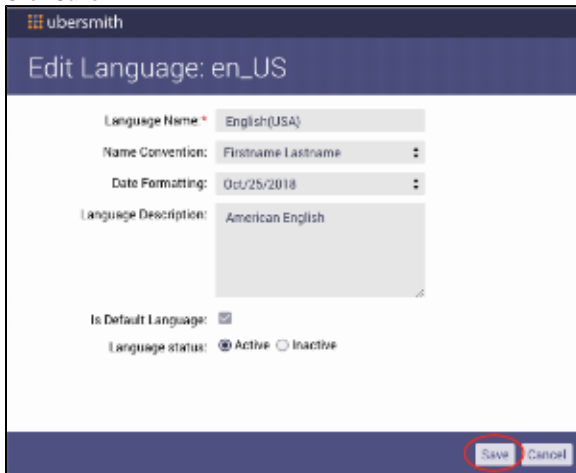 ubersmith
Edit Language: en_US
Language Name:* English(USA)
Name Convention: Firstname Lastname
Date Formatting: Oct/25/2018
Language Description: American English
Is Default Language:
Language status: Active Inactive
Save Cancel